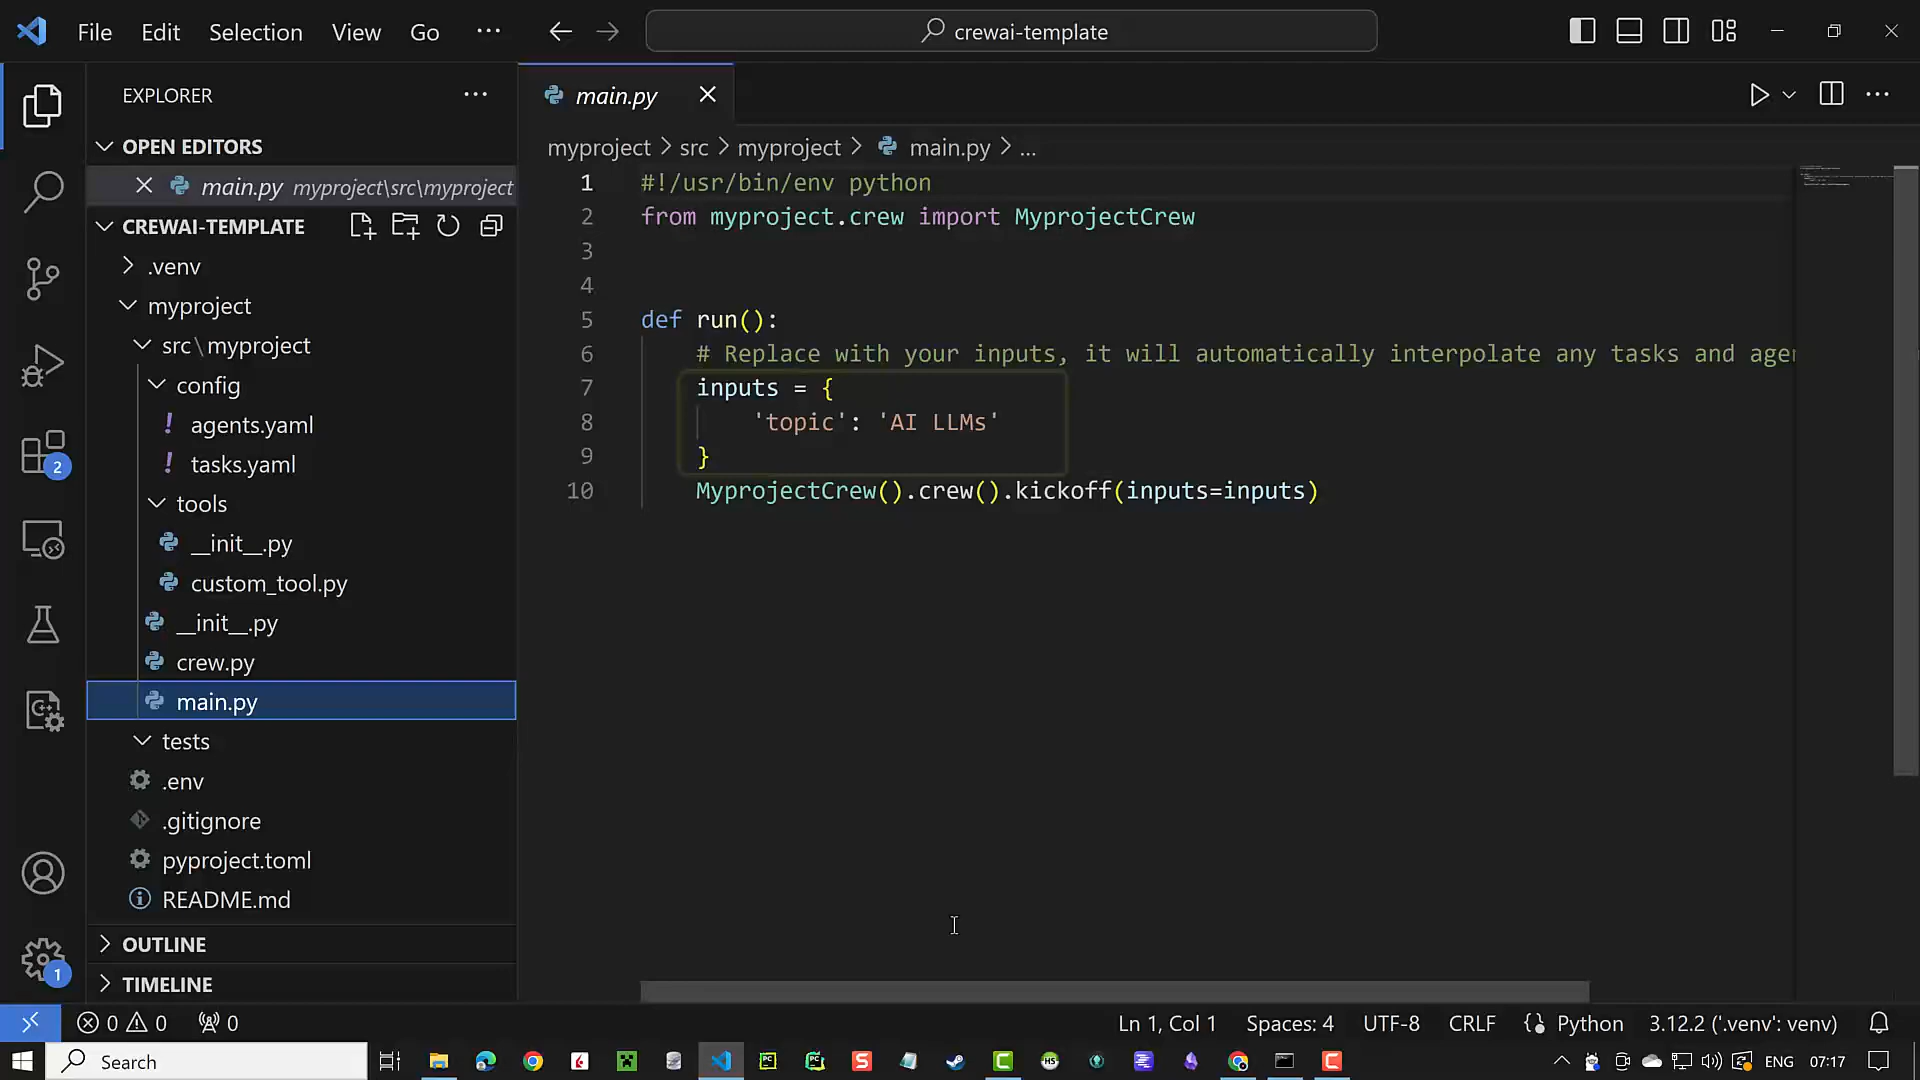 File Edit Selection View Go ...
crewai-template
EXPLORER
OPEN EDITORS
main.py myproject\src\myproject
CREWAI-TEMPLATE
.venv
myproject
src\myproject
config
! agents.yaml
! tasks.yaml
tools
__init__.py
custom_tool.py
__init__.py
crew.py
main.py
tests
.env
.gitignore
pyproject.toml
README.md
OUTLINE
TIMELINE
2
1
main.py
myproject > src > myproject > main.py > ...
1 #!/usr/bin/env python
2 from myproject.crew import MyprojectCrew
3
4
5 def run():
6 # Replace with your inputs, it will automatically interpolate any tasks and agen
7 inputs = {
8 'topic': 'AI LLMs'
9 }
10 MyprojectCrew().crew().kickoff(inputs=inputs)
0 0 0 Ln 1, Col 1 Spaces: 4 UTF-8 CRLF Python 3.12.2 ('.venv': venv)
Search ENG 07:17